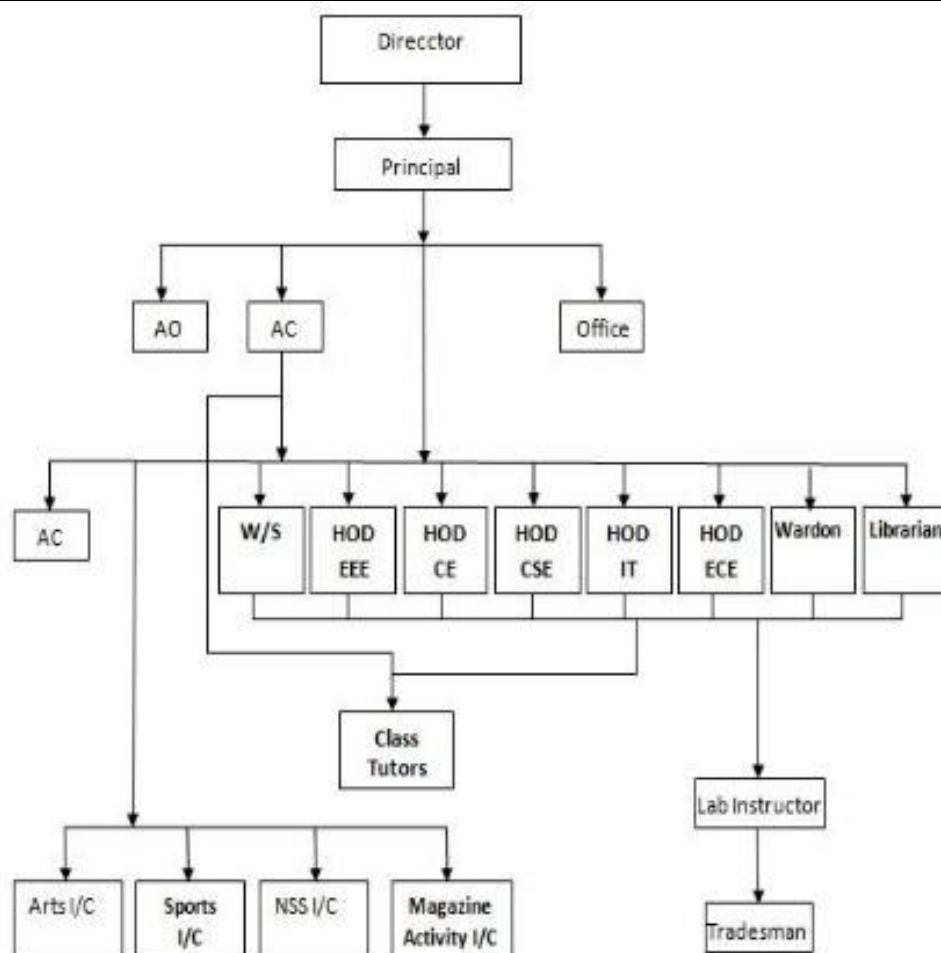 Direcctor
Principal
AO
AC
Office
AC
W/S
HOD
EEE
HOD
CE
HOD
CSE
HOD
IT
HOD
ECE
Wardon
Librarian
Class
Tutors
Lab Instructor
Arts I/C
Sports
I/C
NSS I/C
Magazine
Activity I/C
Tradesman